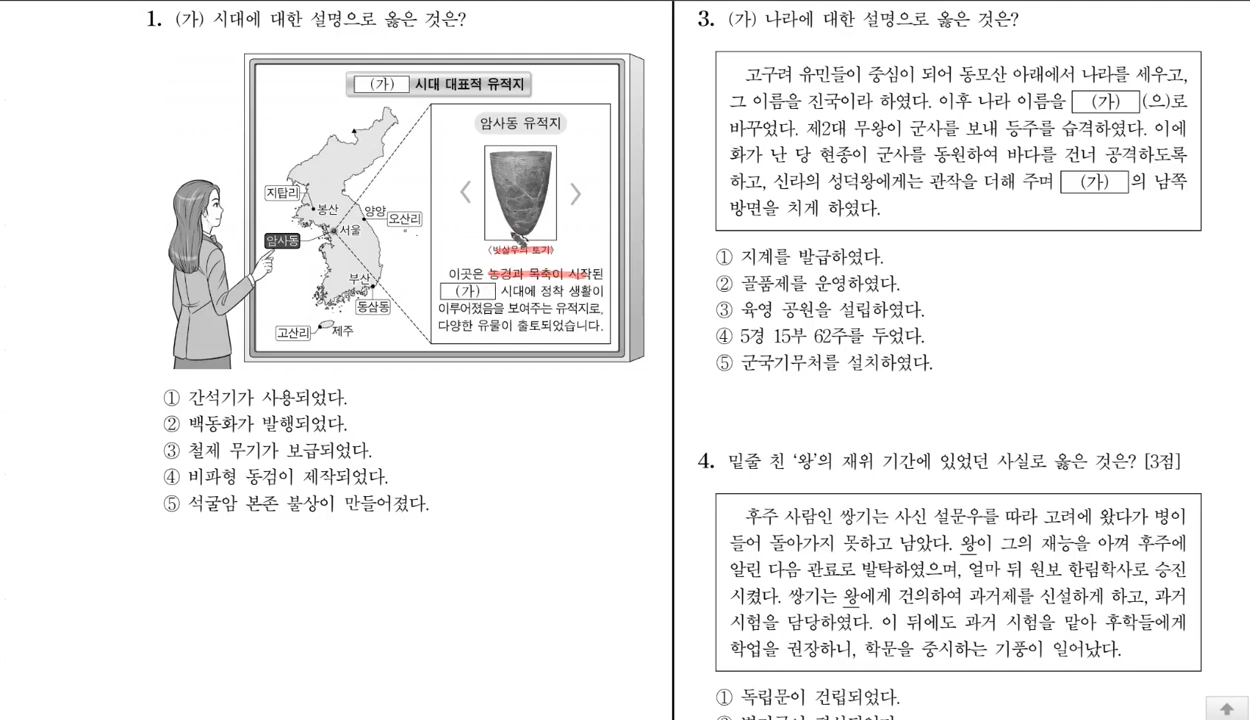 1. (가) 시대에 대한 설명으로 옳은 것은?
(가) 시대 대표적 유적지
암사동 유적지
지탑리
봉산
양양
오산리
암사동
서울
부산
동삼동
고산리
제주
〈빗살무늬 토기〉
이곳은 농경과 목축이 시작된
(가) 시대에 정착 생활이
이루어졌음을 보여주는 유적지로,
다양한 유물이 출토되었습니다.
① 간석기가 사용되었다.
② 백동화가 발행되었다.
③ 철제 무기가 보급되었다.
④ 비파형 동검이 제작되었다.
⑤ 석굴암 본존 불상이 만들어졌다.
3. (가) 나라에 대한 설명으로 옳은 것은?
고구려 유민들이 중심이 되어 동모산 아래에서 나라를 세우고,
그 이름을 진국이라 하였다. 이후 나라 이름을 (가) (으)로
바꾸었다. 제2대 무왕이 군사를 보내 등주를 습격하였다. 이에
화가 난 당 현종이 군사를 동원하여 바다를 건너 공격하도록
하고, 신라의 성덕왕에게는 관작을 더해 주며 (가) 의 남쪽
방면을 치게 하였다.
① 지계를 발급하였다.
② 골품제를 운영하였다.
③ 육영 공원을 설립하였다.
④ 5경 15부 62주를 두었다.
⑤ 군국기무처를 설치하였다.
4. 밑줄 친 ‘왕’의 재위 기간에 있었던 사실로 옳은 것은? [3점]
후주 사람인 쌍기는 사신 설문우를 따라 고려에 왔다가 병이
들어 돌아가지 못하고 남았다. 왕이 그의 재능을 아껴 후주에
알린 다음 관료로 발탁하였으며, 얼마 뒤 원보 한림학사로 승진
시켰다. 쌍기는 왕에게 건의하여 과거제를 신설하게 하고, 과거
시험을 담당하였다. 이 뒤에도 과거 시험을 맡아 후학들에게
학업을 권장하니, 학문을 중시하는 기풍이 일어났다.
① 독립문이 건립되었다.